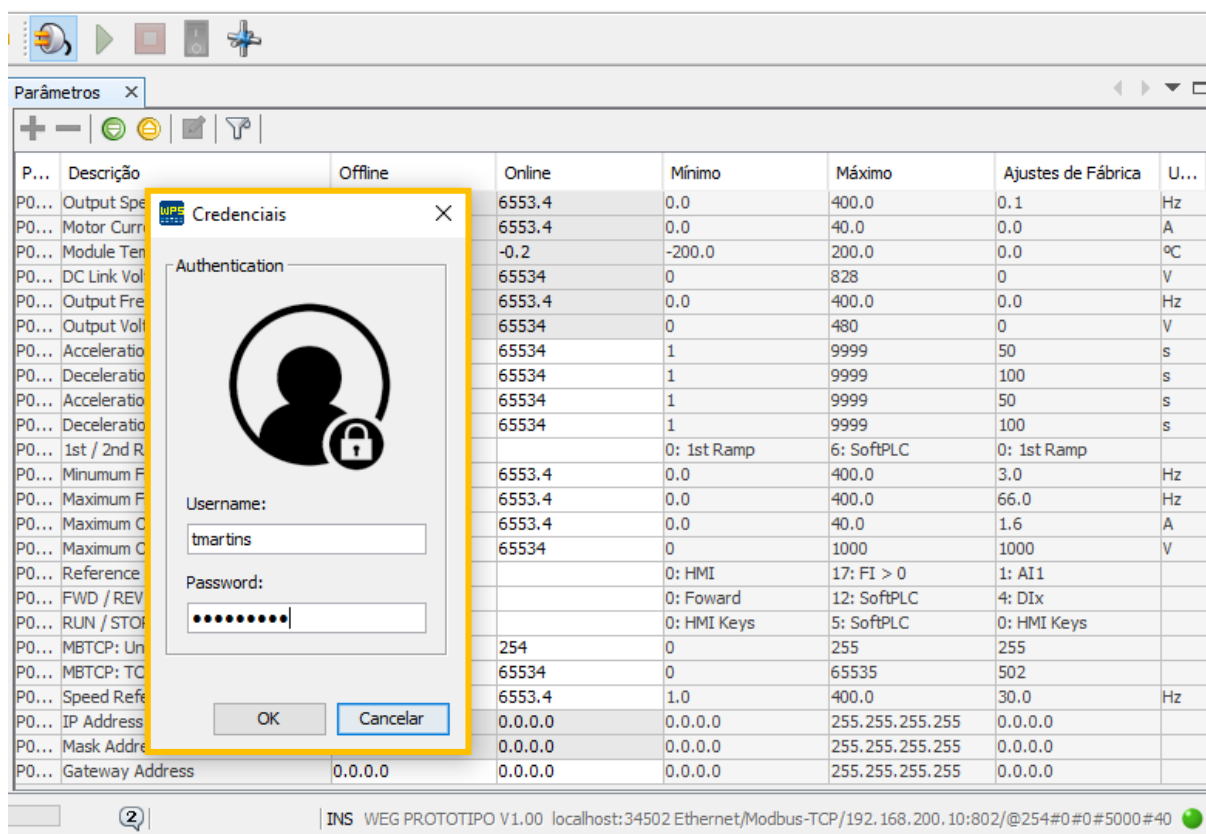 Parâmetros
P... Descrição Offline Online Mínimo Máximo Ajustes de Fábrica U...
P0... Output Spe 6553.4 0.0 400.0 0.1 Hz
P0... Motor Curr 6553.4 0.0 40.0 0.0 A
P0... Module Ten -0.2 -200.0 200.0 0.0 ºC
P0... DC Link Vol 65534 0 828 0 V
P0... Output Fre 6553.4 0.0 400.0 0.0 Hz
P0... Output Volt 65534 0 480 0 V
P0... Acceleratio 65534 1 9999 50 s
P0... Deceleratio 65534 1 9999 100 s
P0... Acceleratio 65534 1 9999 50 s
P0... Deceleratio 65534 1 9999 100 s
P0... 1st / 2nd R 0: 1st Ramp 6: SoftPLC 0: 1st Ramp
P0... Minumum F 6553.4 0.0 400.0 3.0 Hz
P0... Maximum F 6553.4 0.0 400.0 66.0 Hz
P0... Maximum O 6553.4 0.0 40.0 1.6 A
P0... Maximum O 65534 0 1000 1000 V
P0... Reference 0: HMI 17: FI > 0 1: AI1
P0... FWD / REV 0: Foward 12: SoftPLC 4: DIx
P0... RUN / STOP 0: HMI Keys 5: SoftPLC 0: HMI Keys
P0... MBTCP: Un 254 0 255 255
P0... MBTCP: TC 65534 0 65535 502
P0... Speed Refe 6553.4 1.0 400.0 30.0 Hz
P0... IP Address 0.0.0.0 0.0.0.0 255.255.255.255 0.0.0.0
P0... Mask Addre 0.0.0.0 0.0.0.0 255.255.255.255 0.0.0.0
P0... Gateway Address 0.0.0.0 0.0.0.0 0.0.0.0 255.255.255.255 0.0.0.0
WPS Credenciais
Authentication
Username:
tmartins
Password:
•••••••••
OK Cancelar
2 INS WEG PROTOTIPO V1.00 localhost:34502 Ethernet/Modbus-TCP/192.168.200.10:802/@254#0#0#5000#40